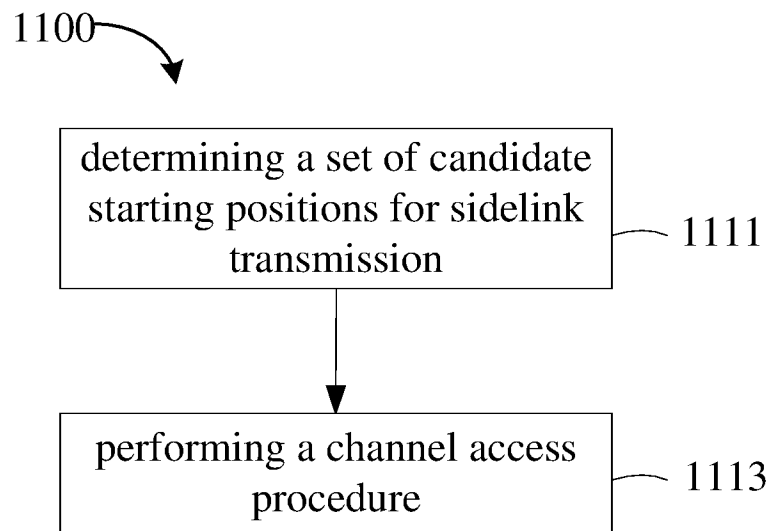 1100
determining a set of candidate
starting positions for sidelink
transmission
1111
performing a channel access
procedure
1113